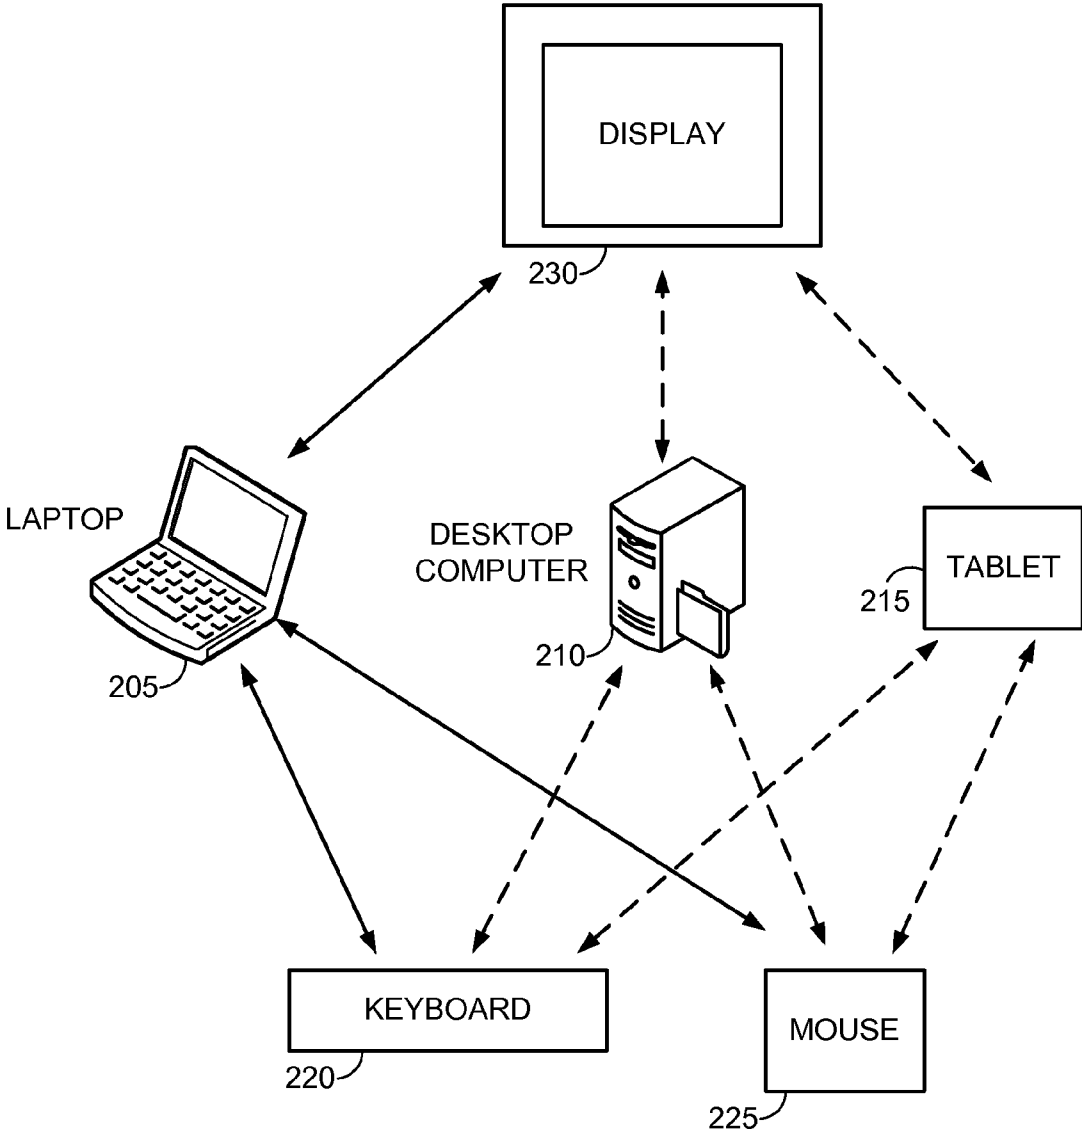 DISPLAY
230
LAPTOP
DESKTOP
COMPUTER
TABLET
215
210
205
KEYBOARD
MOUSE
220
225